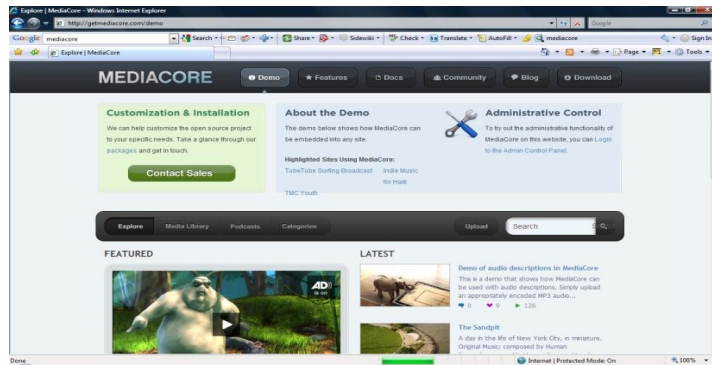 Explore | MediaCore - Windows Internet Explorer
http://getmediacore.com/demo
Google
Google mediacore Search Share Sidewiki Check Translate AutoFill mediacore Sign In
Explore | MediaCore
Page Tools
MEDIACORE Demo Features Docs Community Blog Download
Customization & Installation
We can help customize the open source project
to your specific needs. Take a glance through our
packages and get in touch.
Contact Sales
About the Demo
The demo below shows how MediaCore can
be embedded into any site.
Highlighted Sites Using MediaCore:
TubeTube Surfing Broadcast Indie Music
for Haiti
TMC Youth
Administrative Control
To try out the administrative functionality of
MediaCore on this website, you can Login
to the Admin Control Panel.
Explore Media Library Podcasts Categories Upload Search
FEATURED
AD))
is on
LATEST
Demo of audio descriptions in MediaCore
This is a demo that shows how MediaCore can
be used with audio descriptions. Simply upload
an appropriately encoded MP3 audio...
0 9 126
The Sandpit
A day in the life of New York City, in miniature.
Original Music: composed by Human
Done Internet | Protected Mode: On 100%